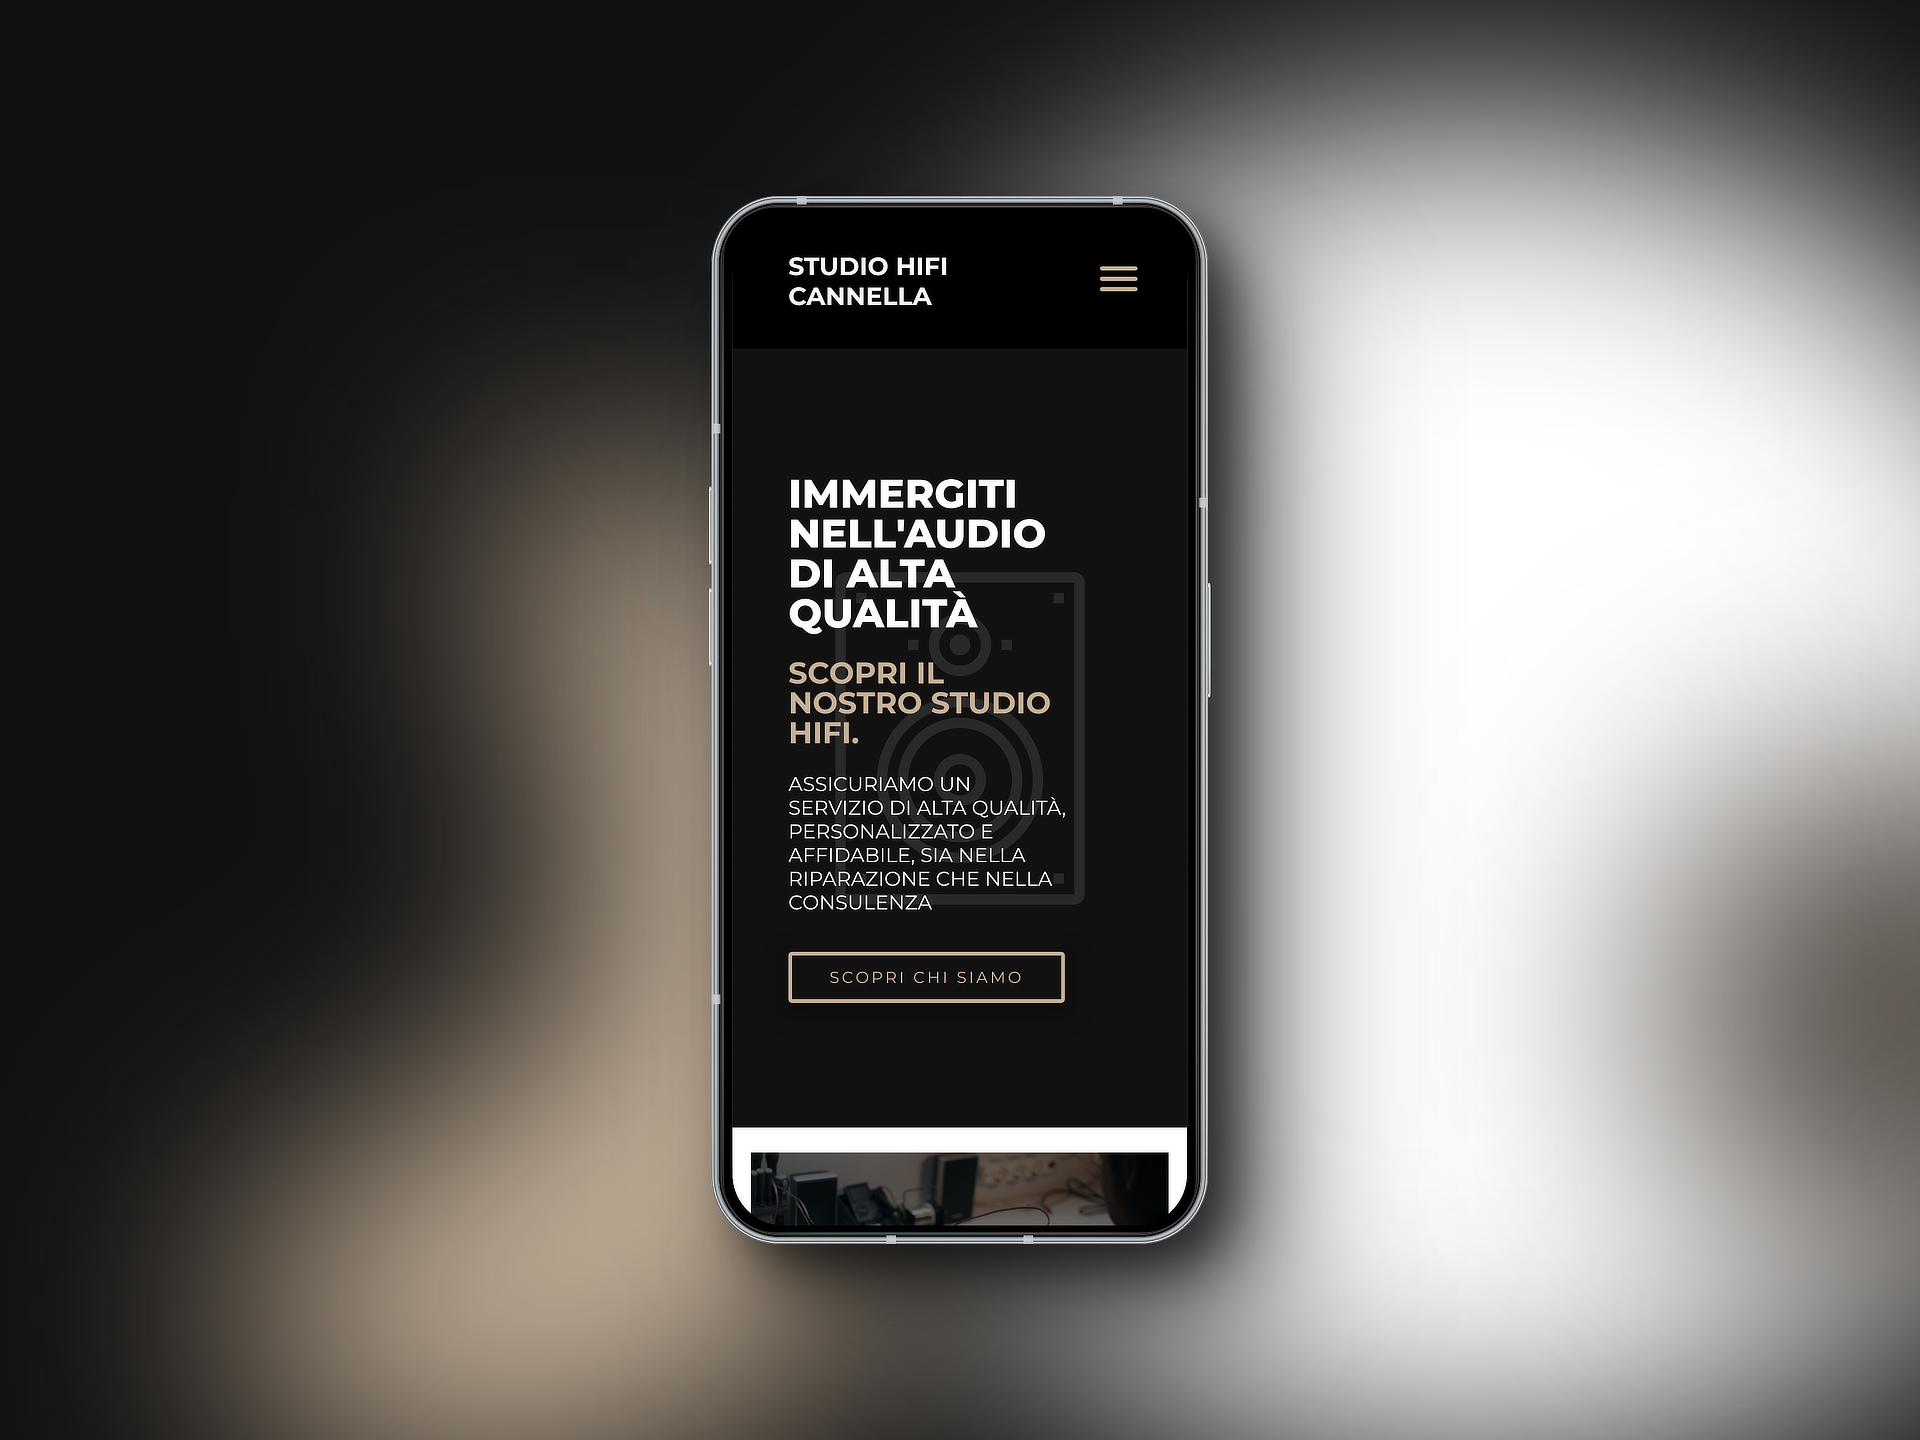 STUDIO HIFI
CANNELLA
IMMERGITI
NELL'AUDIO
DI ALTA
QUALITÀ
SCOPRI IL
NOSTRO STUDIO
HIFI.
ASSICURIAMO UN
SERVIZIO DI ALTA QUALITÀ,
PERSONALIZZATO E
AFFIDABILE, SIA NELLA
RIPARAZIONE CHE NELLA
CONSULENZA
SCOPRI CHI SIAMO